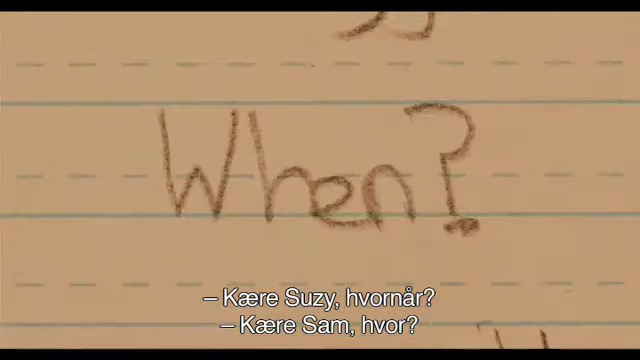 When?
– Kære Suzy, hvornår?
– Kære Sam, hvor?